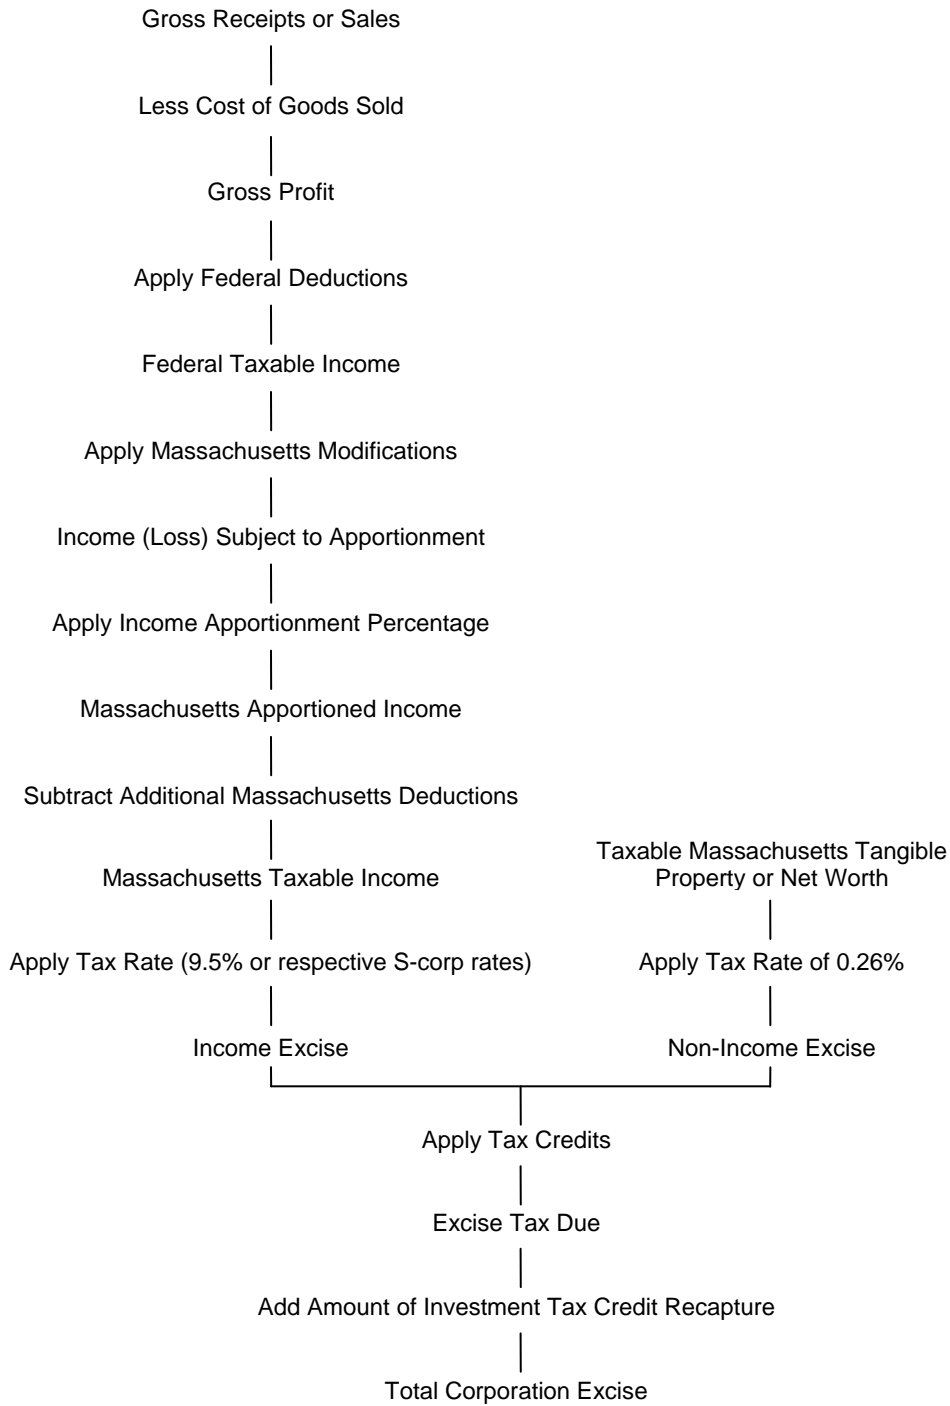 Gross Receipts or Sales
Less Cost of Goods Sold
Gross Profit
Apply Federal Deductions
Federal Taxable Income
Apply Massachusetts Modifications
Income (Loss) Subject to Apportionment
Apply Income Apportionment Percentage
Massachusetts Apportioned Income
Subtract Additional Massachusetts Deductions
Massachusetts Taxable Income
Apply Tax Rate (9.5% or respective S-corp rates)
Income Excise
Taxable Massachusetts Tangible
Property or Net Worth
Apply Tax Rate of 0.26%
Non-Income Excise
Apply Tax Credits
Excise Tax Due
Add Amount of Investment Tax Credit Recapture
Total Corporation Excise